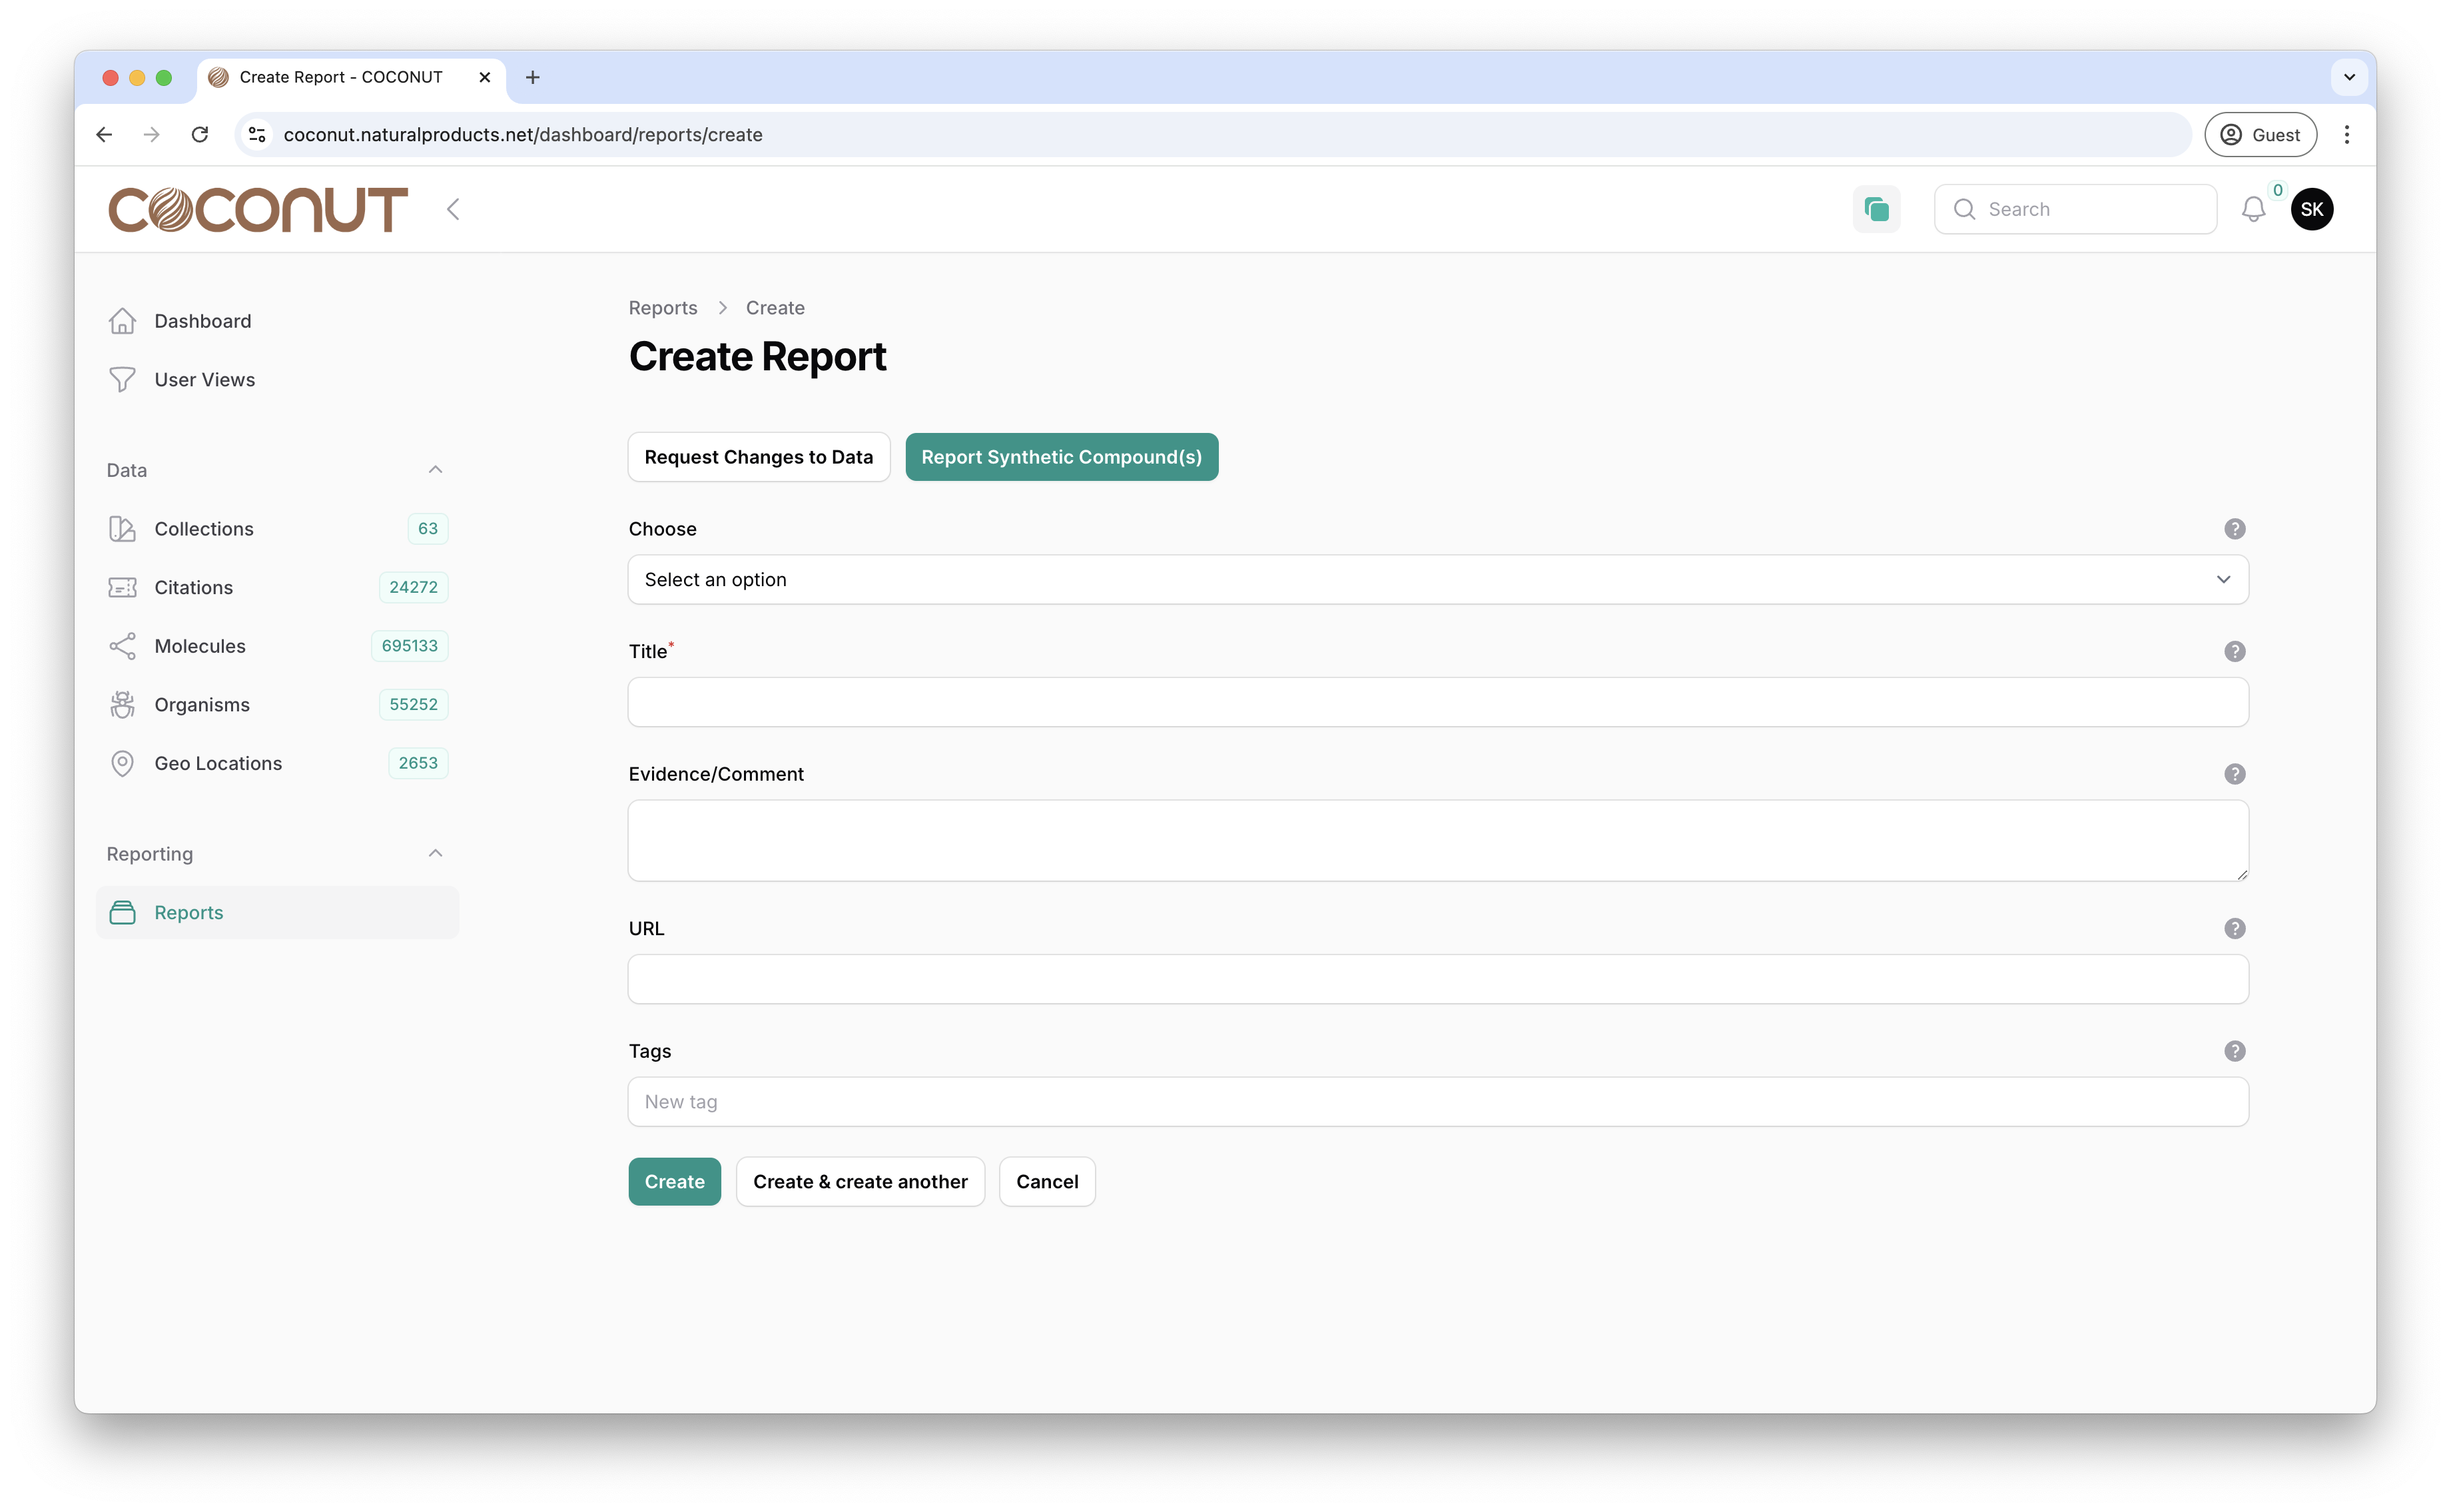 Create Report - COCONUT
coconut.naturalproducts.net/dashboard/reports/create
Guest
COCONUT
Search
0
SK
Dashboard
User Views
Data
Collections 63
Citations 24272
Molecules 695133
Organisms 55252
Geo Locations 2653
Reporting
Reports
Reports > Create
Create Report
Request Changes to Data Report Synthetic Compound(s)
Choose
Select an option
Title*
Evidence/Comment
URL
Tags
New tag
Create Create & create another Cancel